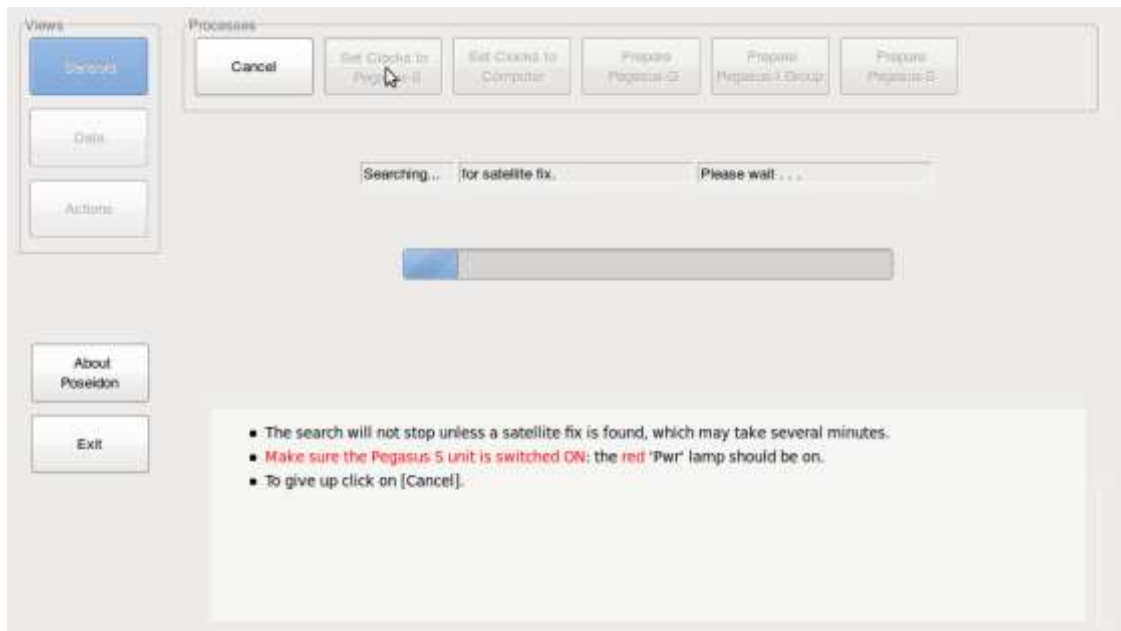 Views
Processes
Sensors
Cancel
Set Clocks to
Pegasus-S
Set Clocks to
Computer
Prepare
Pegasus-G
Prepare
Pegasus-I Group
Prepare
Data
Actions
Searching... for satellite fix. Please wait . . .
About
Poseidon
Exit
• The search will not stop unless a satellite fix is found, which may take several minutes.
• Make sure the Pegasus S unit is switched ON: the red 'Pwr' lamp should be on.
• To give up click on [Cancel].